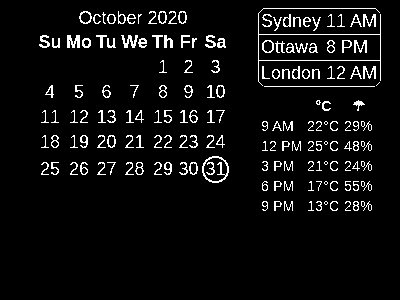 October 2020
Su Mo Tu We Th Fr Sa
1 2 3
4 5 6 7 8 9 10
11 12 13 14 15 16 17
18 19 20 21 22 23 24
25 26 27 28 29 30 31
Sydney 11 AM
Ottawa 8 PM
London 12 AM
°C ☂
9 AM 22°C 29%
12 PM 25°C 48%
3 PM 21°C 24%
6 PM 17°C 55%
9 PM 13°C 28%